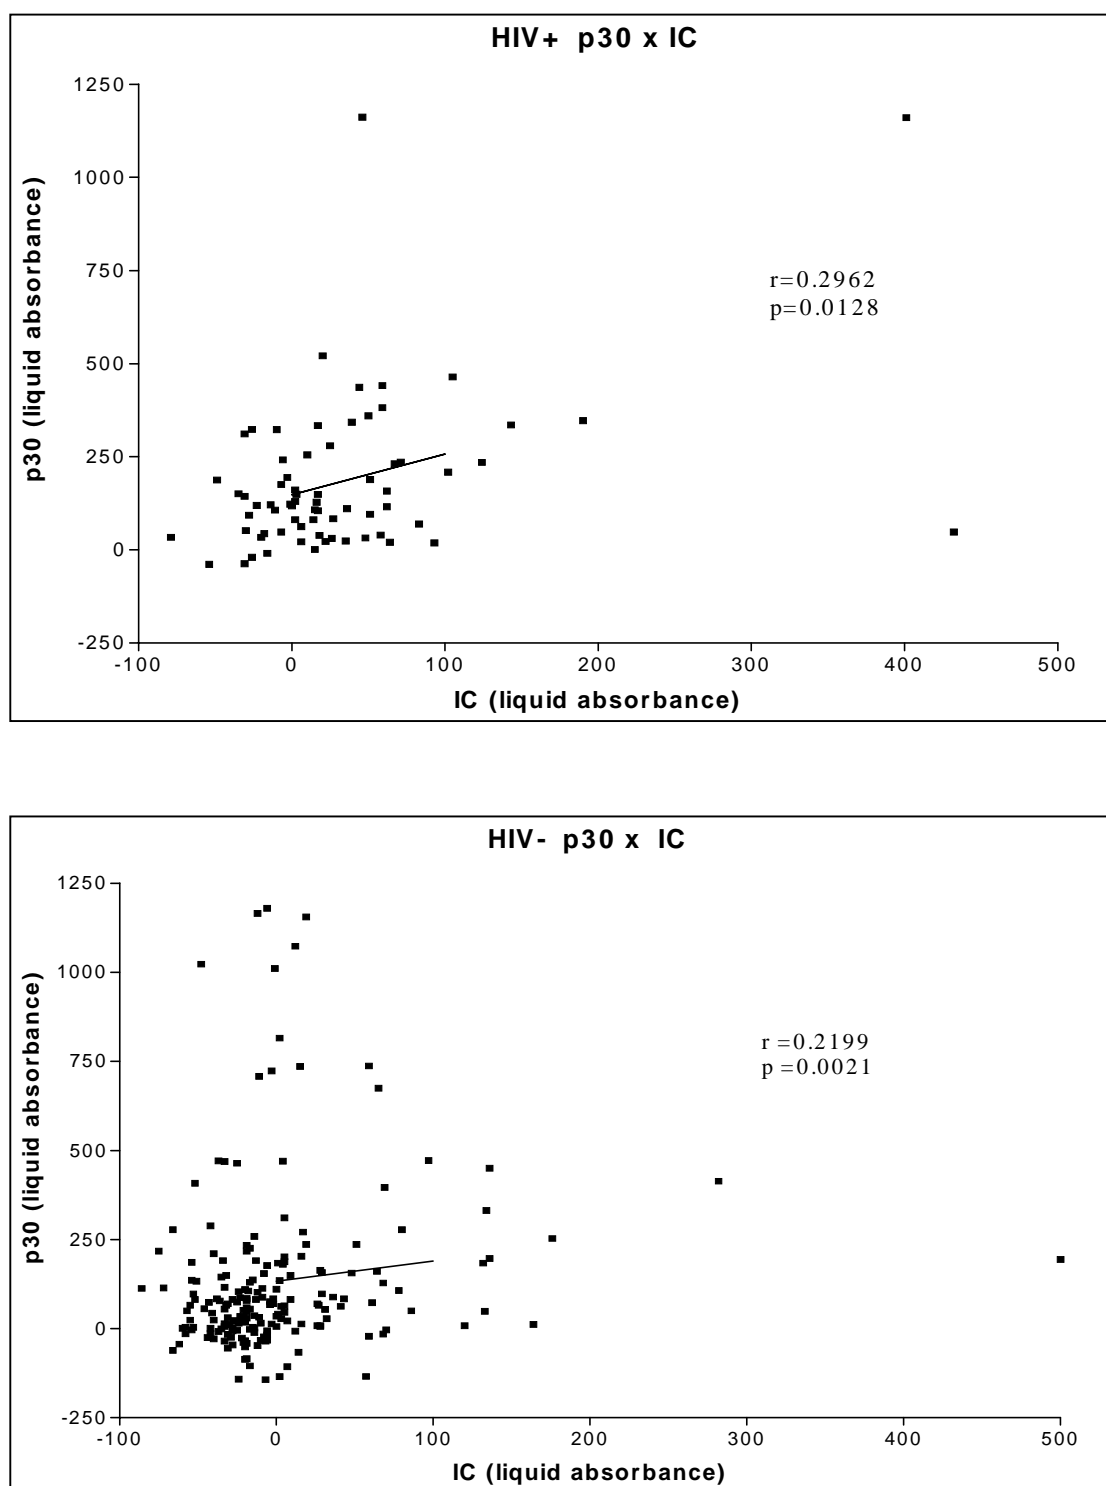 HIV+ p30 x IC
1250
1000
750
500
250
0
-250
p30 (liquid absorbance)
r=0.2962
p=0.0128
-100 0 100 200 300 400 500
IC (liquid absorbance)
HIV- p30 x IC
1250
1000
750
500
250
0
-250
p30 (liquid absorbance)
r =0.2199
p =0.0021
-100 0 100 200 300 400 500
IC (liquid absorbance)